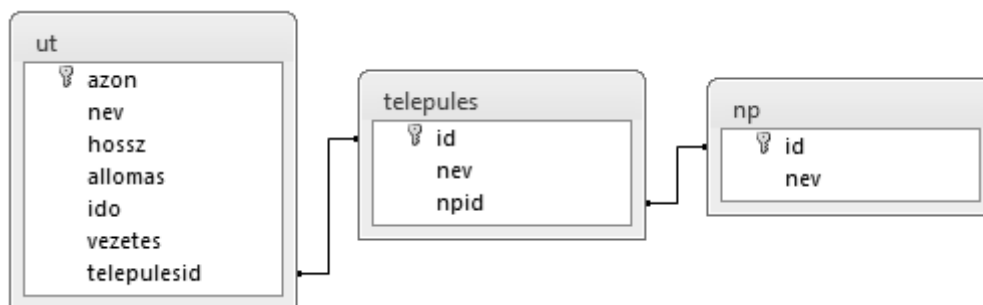 ut
azon
nev
hossz
allomas
ido
vezetes
telepulesid
telepules
id
nev
npid
np
id
nev